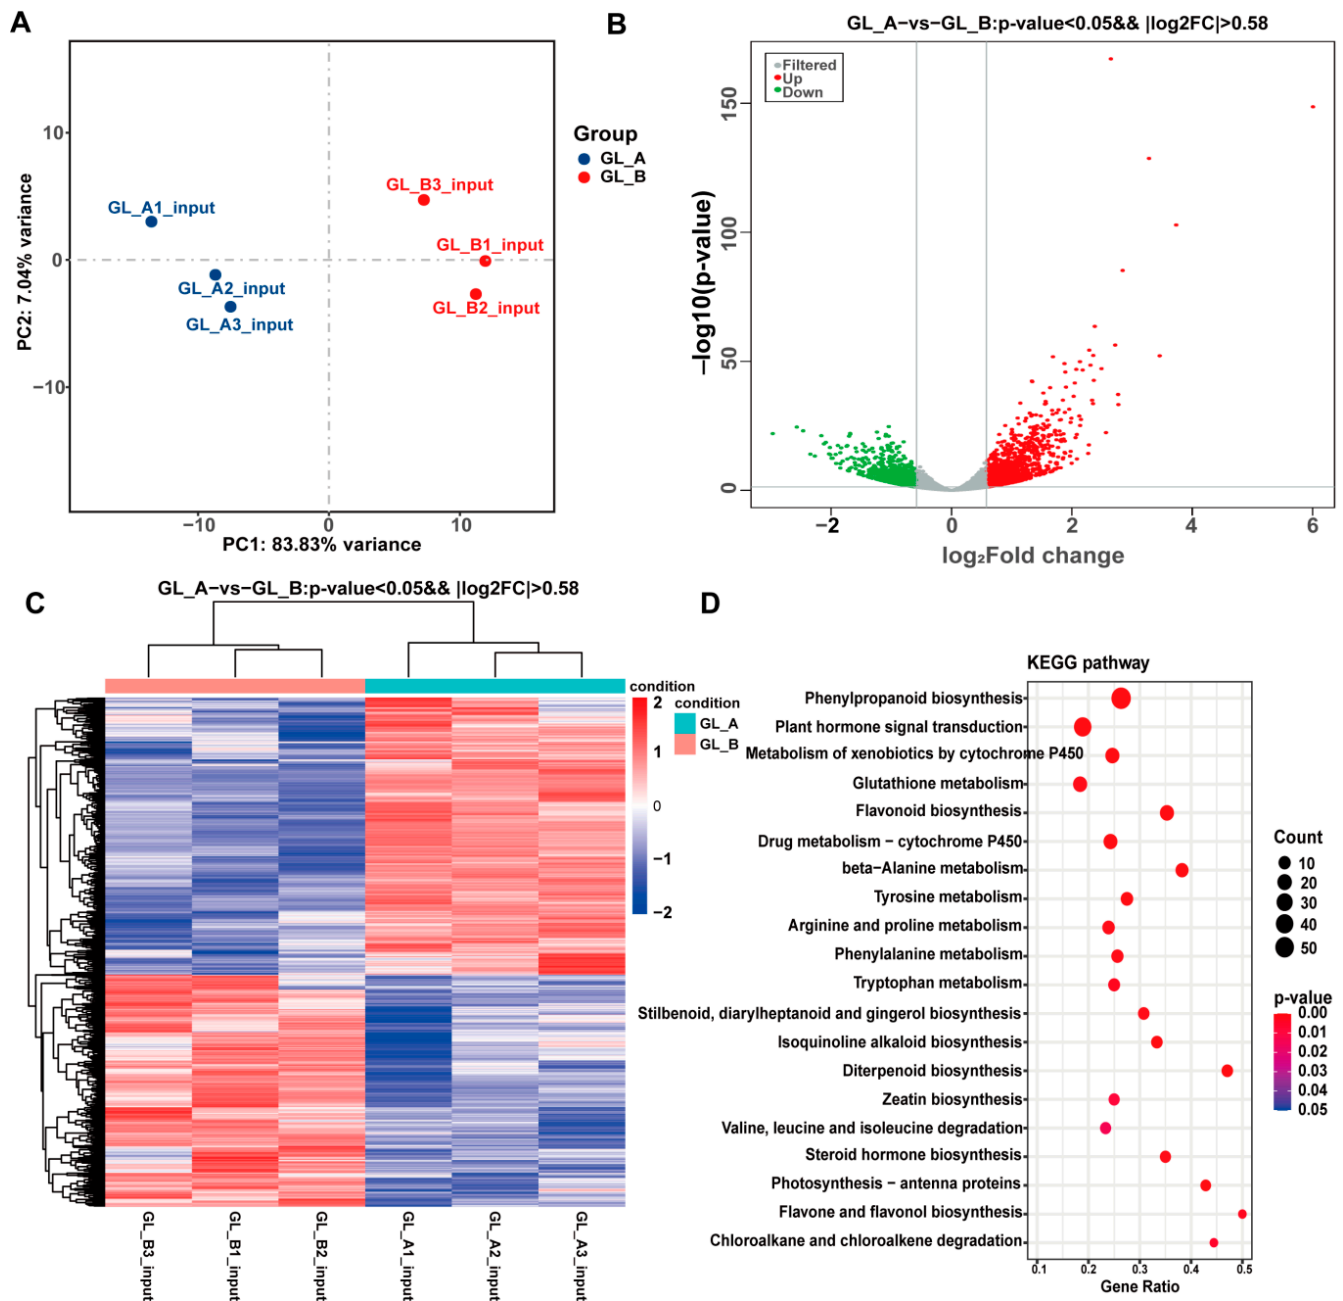 A
GL_A1_input
GL_A2_input
GL_A3_input
GL_B3_input
GL_B1_input
GL_B2_input
10
0
−10
PC2: 7.04% variance
−10
0
10
PC1: 83.83% variance
Group
GL_A
GL_B
B
GL_A−vs−GL_B:p-value<0.05&& |log2FC|>0.58
Filtered
Up
Down
150
100
50
0
−log10(p-value)
−2
0
2
4
6
log₂Fold change
C
GL_A−vs−GL_B:p-value<0.05&& |log2FC|>0.58
condition
2
1
0
−1
−2
condition
GL_A
GL_B
GL_B3_input
GL_B1_input
GL_B2_input
GL_A1_input
GL_A2_input
GL_A3_input
D
KEGG pathway
Phenylpropanoid biosynthesis
Plant hormone signal transduction
Metabolism of xenobiotics by cytochrome P450
Glutathione metabolism
Flavonoid biosynthesis
Drug metabolism − cytochrome P450
beta−Alanine metabolism
Tyrosine metabolism
Arginine and proline metabolism
Phenylalanine metabolism
Tryptophan metabolism
Stilbenoid, diarylheptanoid and gingerol biosynthesis
Isoquinoline alkaloid biosynthesis
Diterpenoid biosynthesis
Zeatin biosynthesis
Valine, leucine and isoleucine degradation
Steroid hormone biosynthesis
Photosynthesis − antenna proteins
Flavone and flavonol biosynthesis
Chloroalkane and chloroalkene degradation
0.1
0.2
0.3
0.4
0.5
Gene Ratio
Count
10
20
30
40
50
p-value
0.00
0.01
0.02
0.03
0.04
0.05